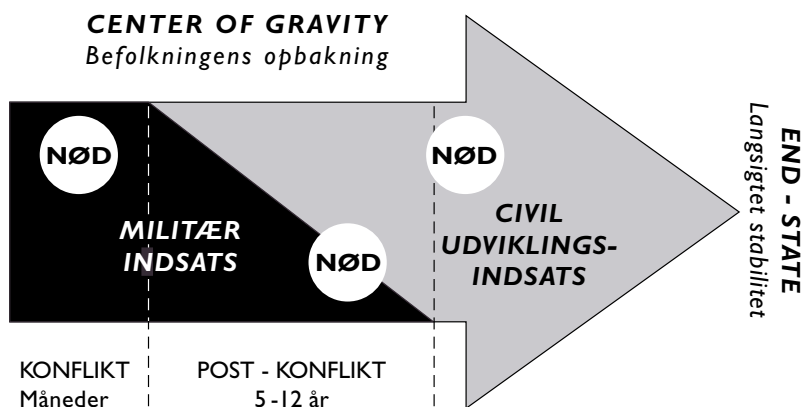 CENTER OF GRAVITY
Befolkningens opbakning
NØD
NØD
MILITÆR
INDSATS
NØD
CIVIL
UDVIKLINGS-
INDSATS
END - STATE
Langsigtet stabilitet
KONFLIKT
Måneder
POST - KONFLIKT
5-12 år